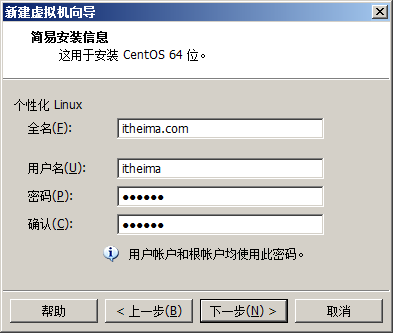 新建虚拟机向导
简易安装信息
这用于安装 CentOS 64 位。
个性化 Linux
全名(F): itheima.com
用户名(U): itheima
密码(P): ●●●●●●
确认(C): ●●●●●●
用户帐户和根帐户均使用此密码。
帮助 < 上一步(B) 下一步(N) > 取消